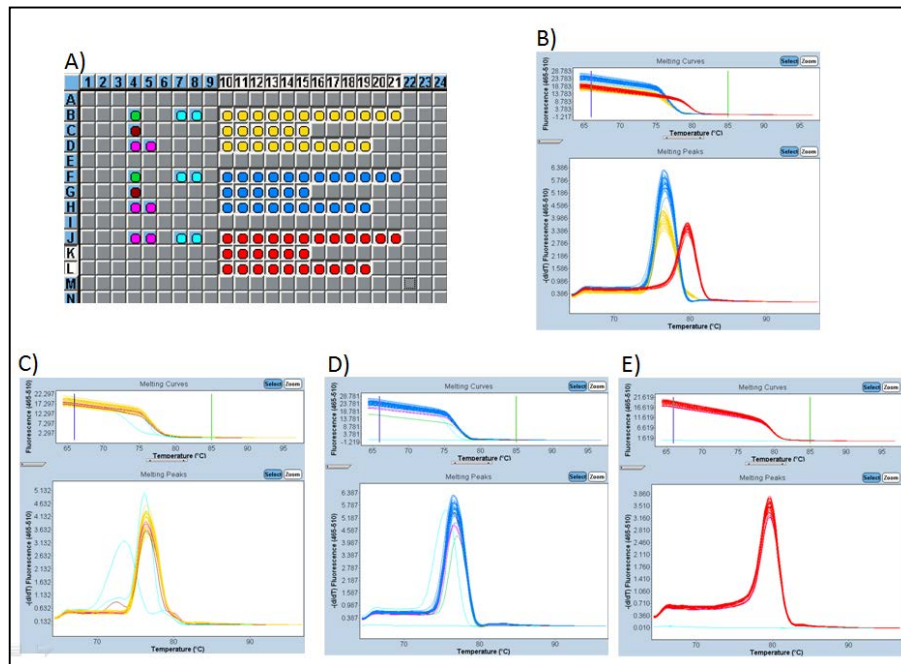 A)
1 2 3 4 5 6 7 8 9 10 11 12 13 14 15 16 17 18 19 20 21 22 23 24
A
B
C
D
E
F
G
H
I
J
K
L
M
N
B)
Melting Curves
Select Zoom
Fluorescence (465-510)
28.783
23.783
18.783
13.783
8.783
3.783
-1.217
65 70 75 80 85 90 95
Temperature (°C)
Melting Peaks
Select Zoom
-(d/dT) Fluorescence (465-510)
6.386
5.786
5.186
4.586
3.986
3.386
2.786
2.186
1.586
0.986
0.386
70 80 90
Temperature (°C)
C)
Melting Curves
Select Zoom
Fluorescence (465-510)
22.297
17.297
12.297
7.297
2.297
65 70 75 80 85 90 95
Temperature (°C)
Melting Peaks
Select Zoom
-(d/dT) Fluorescence (465-510)
5.132
4.632
4.132
3.632
3.132
2.632
2.132
1.632
1.132
0.632
0.132
70 80 90
Temperature (°C)
D)
Melting Curves
Select Zoom
Fluorescence (465-510)
28.781
23.781
18.781
13.781
8.781
3.781
-1.219
65 70 75 80 85 90 95
Temperature (°C)
Melting Peaks
Select Zoom
-(d/dT) Fluorescence (465-510)
6.387
5.787
5.187
4.587
3.987
3.387
2.787
2.187
1.587
0.987
0.387
70 80 90
Temperature (°C)
E)
Melting Curves
Select Zoom
Fluorescence (465-510)
21.619
16.619
11.619
6.619
1.619
65 70 75 80 85 90 95
Temperature (°C)
Melting Peaks
Select Zoom
-(d/dT) Fluorescence (465-510)
3.860
3.510
3.160
2.810
2.460
2.110
1.760
1.410
1.060
0.710
0.360
0.010
70 80 90
Temperature (°C)